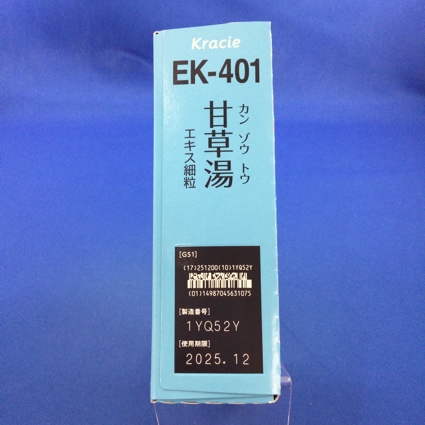 Kracie
EK-401
甘草湯
カンゾウトウ
エキス細粒
[GS1]
(17)251200(10)1YQ52Y
(01)14987045631075
[製造番号]
1YQ52Y
[使用期限]
2025.12